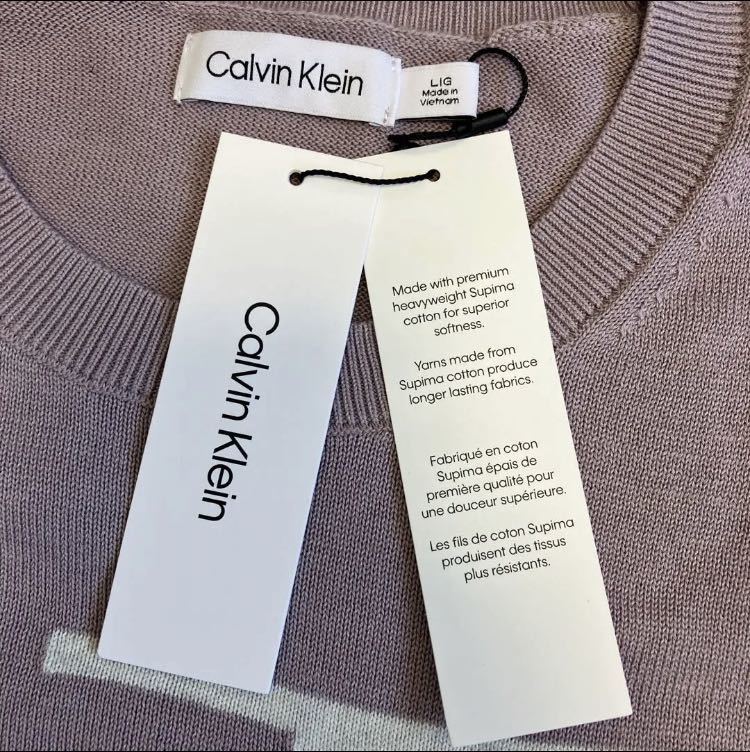 Calvin Klein
L|G
Made in
Vietnam
Calvin Klein
Made with premium
heavyweight Supima
cotton for superior
softness.
Yarns made from
Supima cotton produce
longer lasting fabrics.
Fabriqué en coton
Supima épais de
première qualité pour
une douceur supérieure.
Les fils de coton Supima
produisent des tissus
plus résistants.